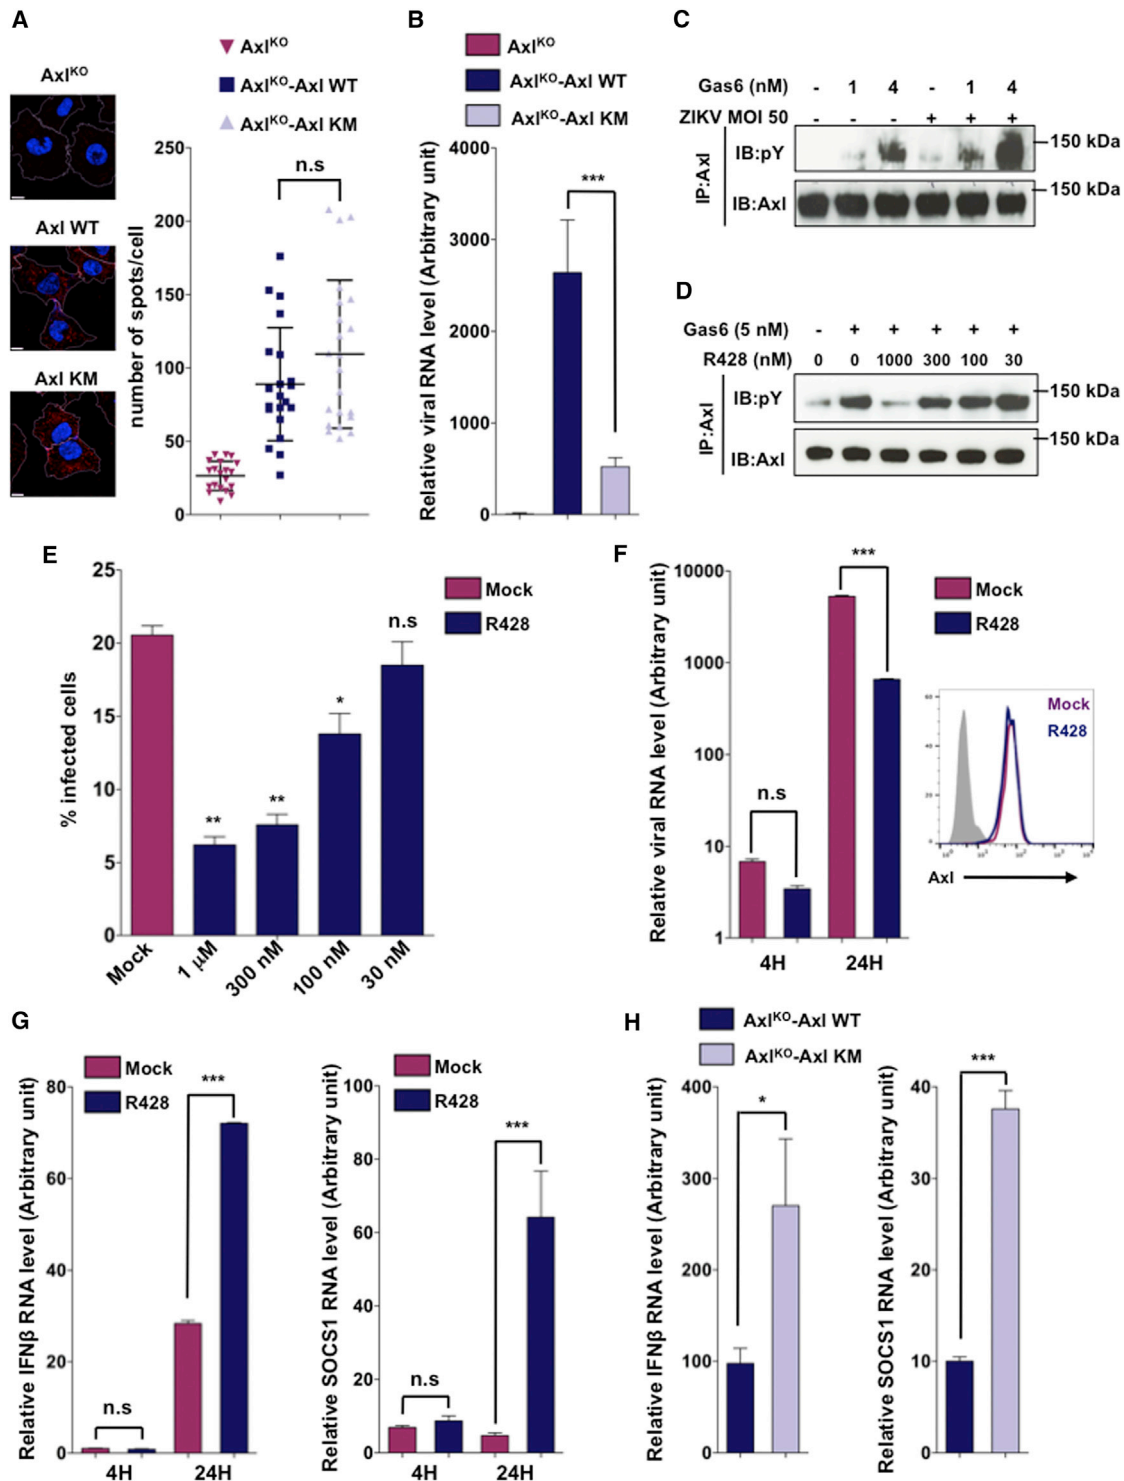 A
Axl^KO
Axl WT
Axl KM
Axl^KO
Axl^KO-Axl WT
Axl^KO-Axl KM
number of spots/cell
250
200
150
100
50
0
n.s
B
Axl^KO
Axl^KO-Axl WT
Axl^KO-Axl KM
Relative viral RNA level (Arbitrary unit)
4000
3000
2000
1000
0
***
C
Gas6 (nM) - 1 4 - 1 4
ZIKV MOI 50 - - - + + +
IP:Axl
IB:pY
150 kDa
IB:Axl
150 kDa
D
Gas6 (5 nM) - + + + + +
R428 (nM) 0 0 1000 300 100 30
IP:Axl
IB:pY
150 kDa
IB:Axl
150 kDa
E
% infected cells
25
20
15
10
5
0
Mock
R428
** ** * n.s
Mock 1 μM 300 nM 100 nM 30 nM
F
Relative viral RNA level (Arbitrary unit)
10000
1000
100
10
1
n.s
***
4H 24H
Mock
R428
Mock
R428
60
40
20
0
Axl
G
Mock
R428
Relative IFNβ RNA level (Arbitrary unit)
80
60
40
20
0
n.s
***
4H 24H
Mock
R428
Relative SOCS1 RNA level (Arbitrary unit)
100
80
60
40
20
0
n.s
***
4H 24H
H
Axl^KO-Axl WT
Axl^KO-Axl KM
Relative IFNβ RNA level (Arbitrary unit)
400
300
200
100
0
*
Relative SOCS1 RNA level (Arbitrary unit)
40
30
20
10
0
***